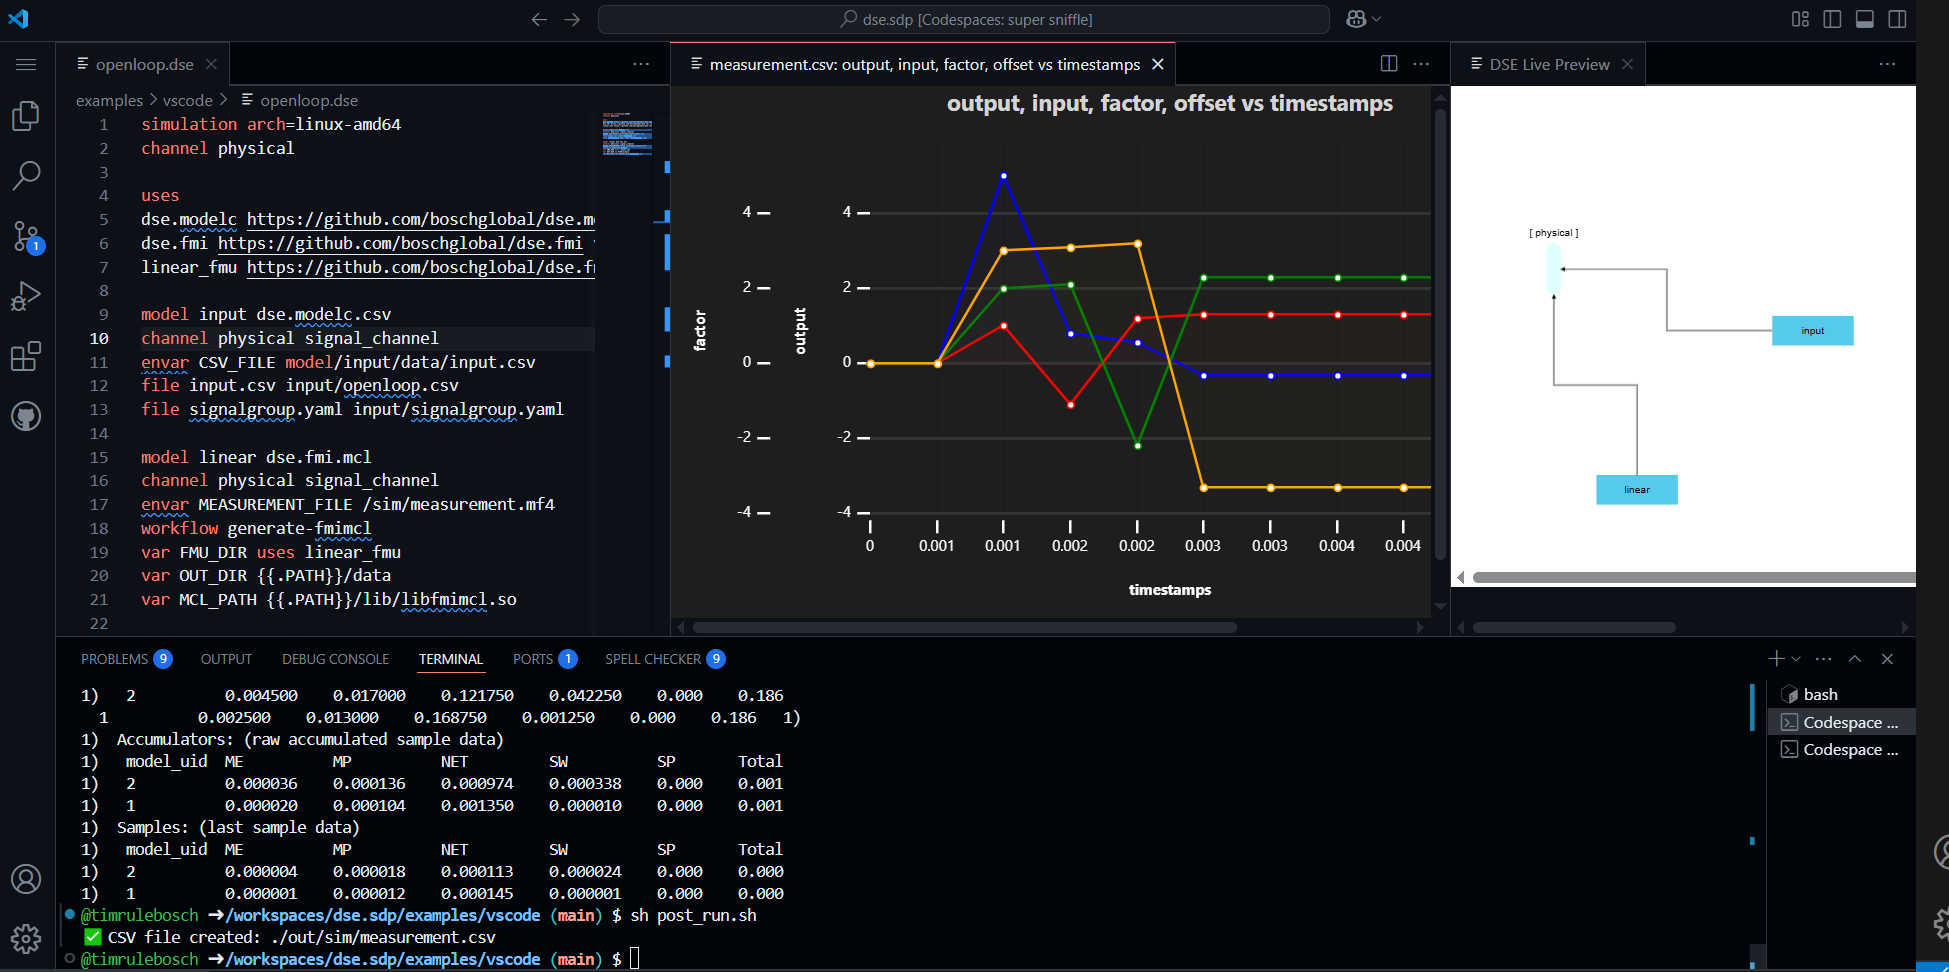 dse.sdp [Codespaces: super sniffle]
openloop.dse
measurement.csv: output, input, factor, offset vs timestamps
DSE Live Preview
examples > vscode > openloop.dse
1 simulation arch=linux-amd64
2 channel physical
3
4 uses
5 dse.modelc https://github.com/boschglobal/dse.m
6 dse.fmi https://github.com/boschglobal/dse.fmi
7 linear_fmu https://github.com/boschglobal/dse.f
8
9 model input dse.modelc.csv
10 channel physical signal_channel
11 envar CSV_FILE model/input/data/input.csv
12 file input.csv input/openloop.csv
13 file signalgroup.yaml input/signalgroup.yaml
14
15 model linear dse.fmi.mcl
16 channel physical signal_channel
17 envar MEASUREMENT_FILE /sim/measurement.mf4
18 workflow generate-fmimcl
19 var FMU_DIR uses linear_fmu
20 var OUT_DIR {{.PATH}}/data
21 var MCL_PATH {{.PATH}}/lib/libfmimcl.so
22
1
output, input, factor, offset vs timestamps
factor
4
2
0
-2
-4
output
4
2
0
-2
-4
0 0.001 0.001 0.002 0.002 0.003 0.003 0.004 0.004
timestamps
[ physical ]
input
linear
PROBLEMS 9 OUTPUT DEBUG CONSOLE TERMINAL PORTS 1 SPELL CHECKER 9
1) 2 0.004500 0.017000 0.121750 0.042250 0.000 0.186
1 0.002500 0.013000 0.168750 0.001250 0.000 0.186 1)
1) Accumulators: (raw accumulated sample data)
1) model_uid ME MP NET SW SP Total
1) 2 0.000036 0.000136 0.000974 0.000338 0.000 0.001
1) 1 0.000020 0.000104 0.001350 0.000010 0.000 0.001
1) Samples: (last sample data)
1) model_uid ME MP NET SW SP Total
1) 2 0.000004 0.000018 0.000113 0.000024 0.000 0.000
1) 1 0.000001 0.000012 0.000145 0.000001 0.000 0.000
@timrulebosch ➜/workspaces/dse.sdp/examples/vscode (main) $ sh post_run.sh
✅ CSV file created: ./out/sim/measurement.csv
@timrulebosch ➜/workspaces/dse.sdp/examples/vscode (main) $
bash
Codespace ...
Codespace ...